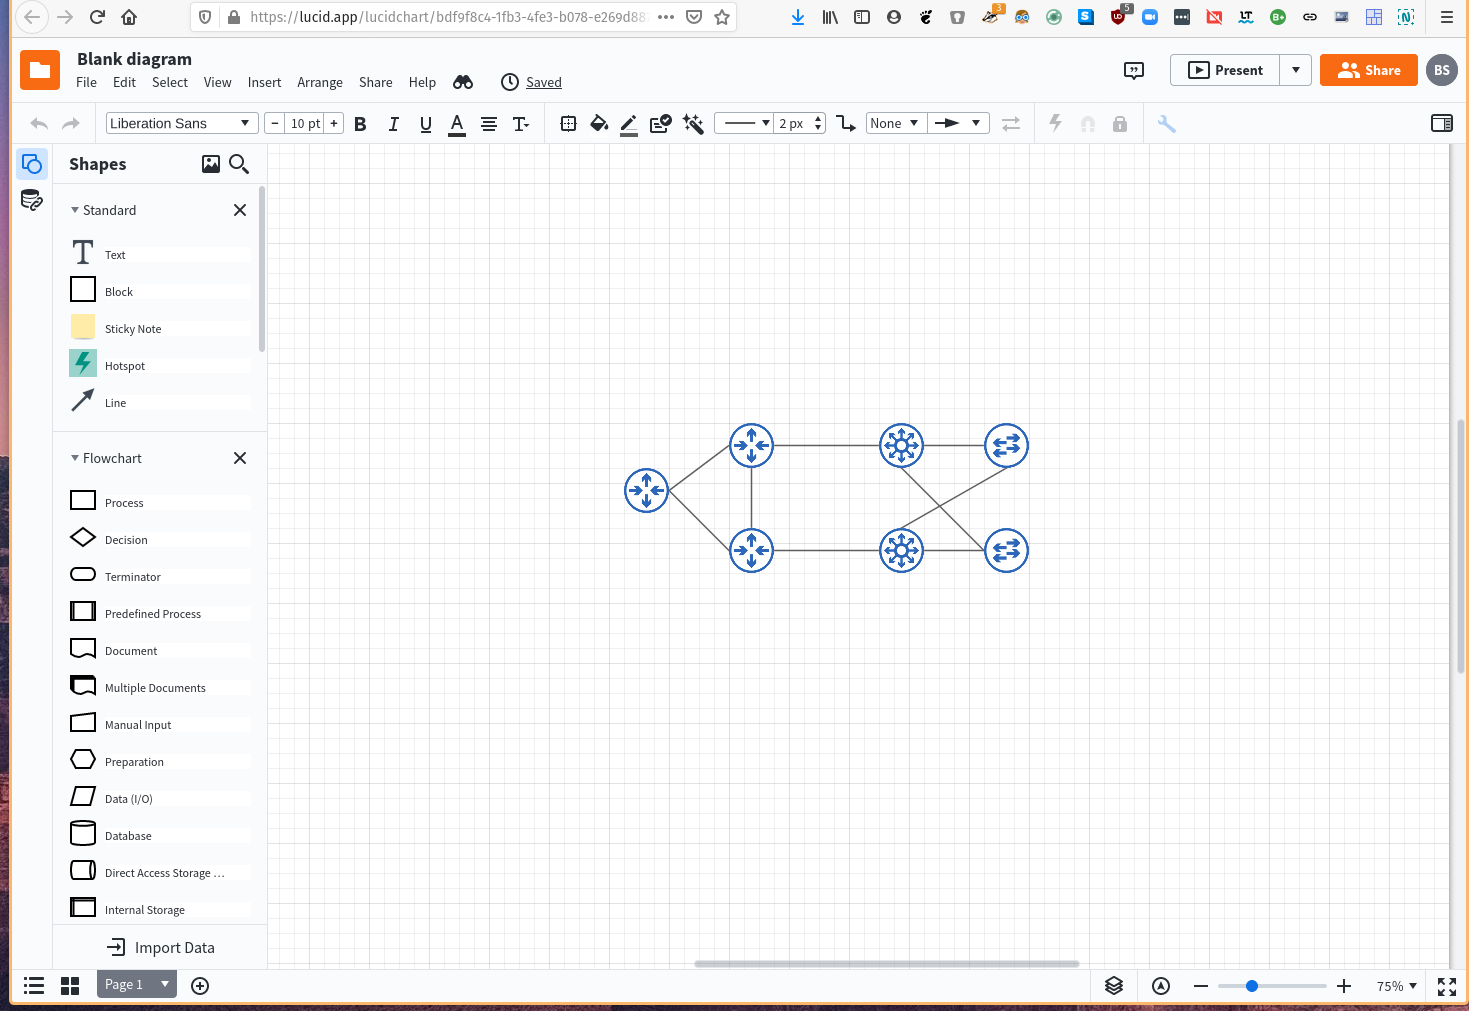 https://lucid.app/lucidchart/bdf9f8c4-1fb3-4fe3-b078-e269d88
3
5
Blank diagram
File Edit Select View Insert Arrange Share Help Saved
Present
Share
BS
Liberation Sans
10 pt
B I U A T
2 px
None
Shapes
Standard
Text
Block
Sticky Note
Hotspot
Line
Flowchart
Process
Decision
Terminator
Predefined Process
Document
Multiple Documents
Manual Input
Preparation
Data (I/O)
Database
Direct Access Storage ...
Internal Storage
Import Data
Page 1
75%